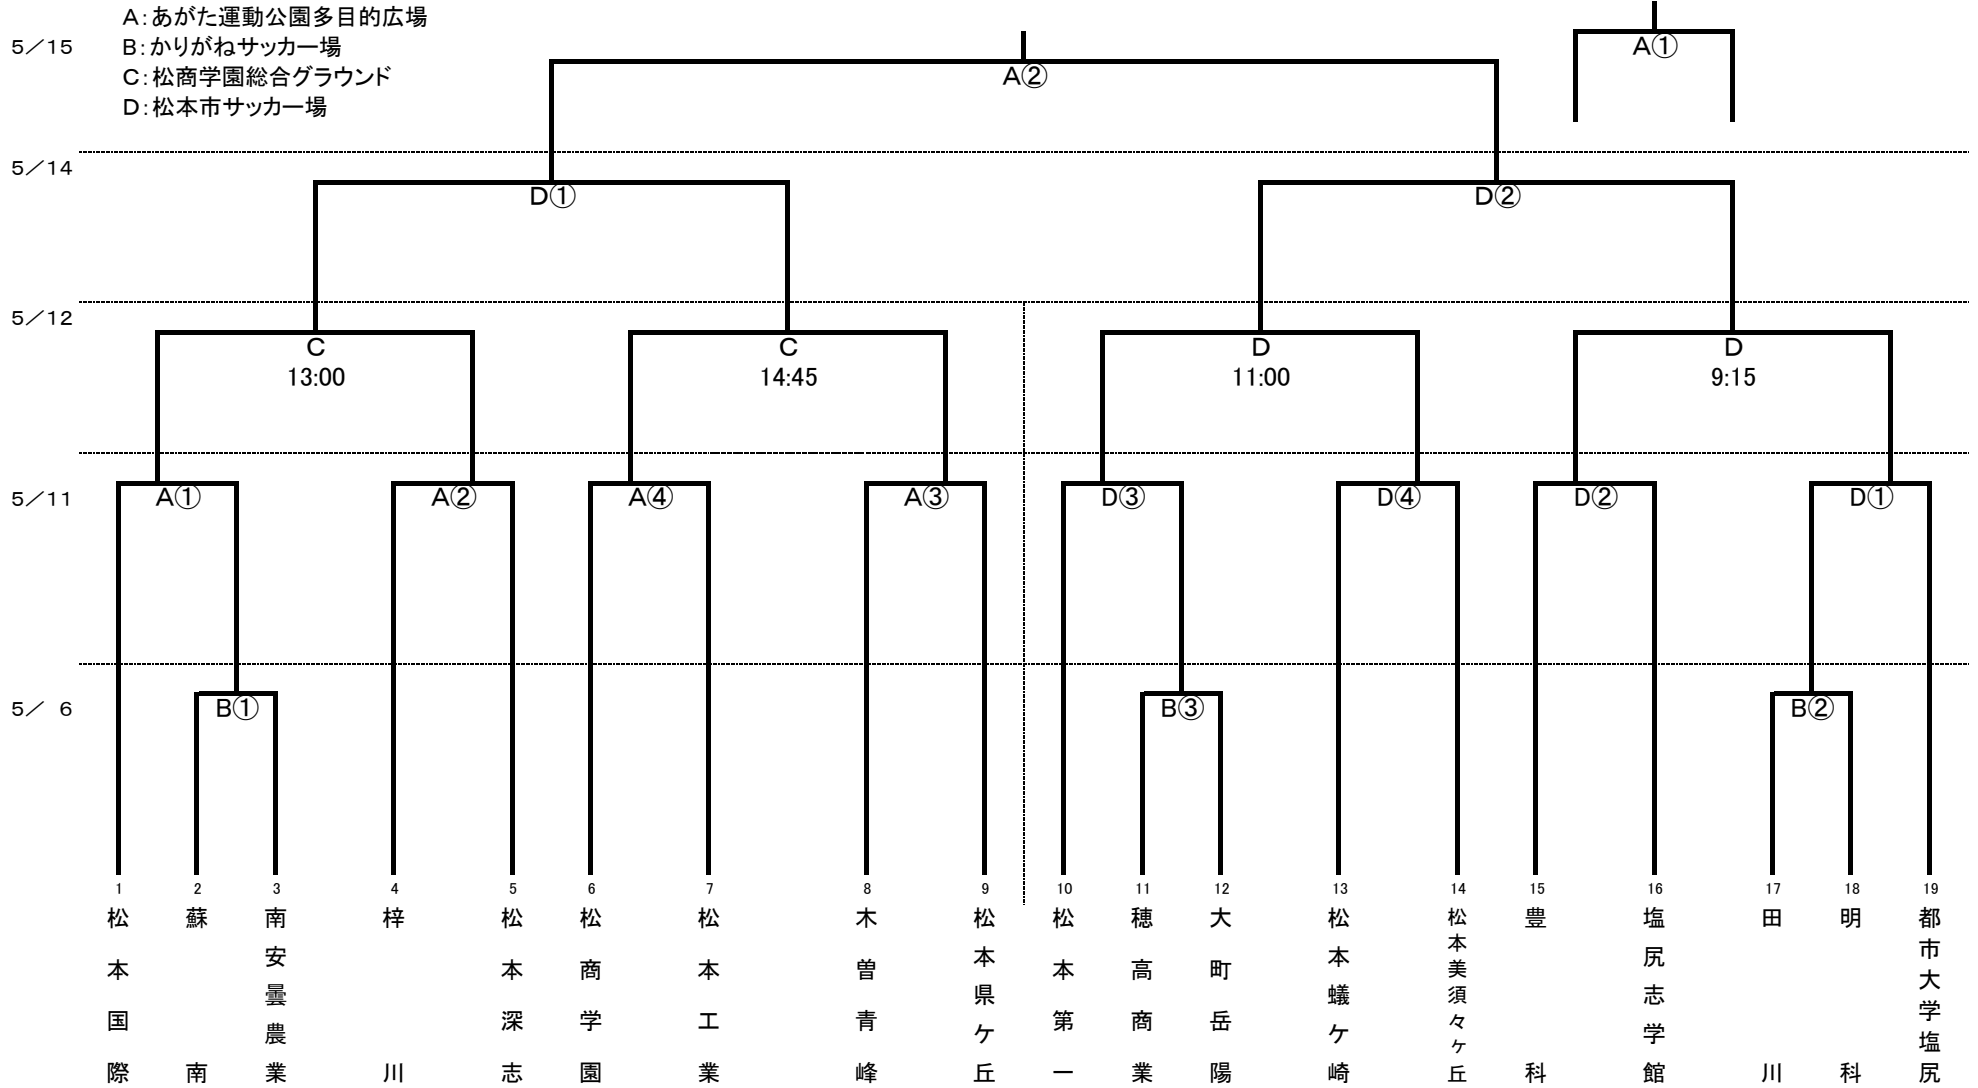 A：あがた運動公園多目的広場
5／15
B：かりがねサッカー場
A①
C：松商学園総合グラウンド
A②
D：松本市サッカー場
5／14
D①
D②
5／12
C
C
D
D
13:00
14:45
11:00
9:15
5／11
A①
A②
A④
A③
D③
D④
D②
D①
5／ 6
B①
B③
B②
1
2
3
4
5
6
7
8
9
10
11
12
13
14
15
16
17
18
19
松本国際
蘇南
南安曇農業
梓川
松本深志
松商学園
松本工業
木曽青峰
松本県ケ丘
松本第一
穂高商業
大町岳陽
松本蟻ケ崎
松本美須々ケ丘
豊科
塩尻志学館
田川
明科
都市大学塩尻